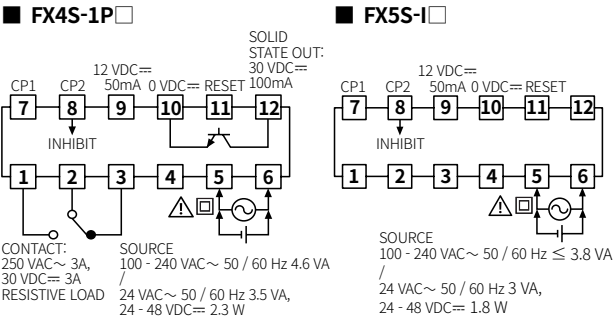 ■ FX4S-1P□
SOLID
STATE OUT:
30 VDC⎓
100mA
12 VDC⎓
CP1 CP2 50mA 0 VDC⎓ RESET
7 8 9 10 11 12
INHIBIT
1 2 3 4 5 6
CONTACT:
250 VAC～ 3A,
30 VDC⎓ 3A
RESISTIVE LOAD
SOURCE
100 - 240 VAC～ 50 / 60 Hz 4.6 VA
/
24 VAC～ 50 / 60 Hz 3.5 VA,
24 - 48 VDC⎓ 2.3 W
■ FX5S-I□
12 VDC⎓
CP1 CP2 50mA 0 VDC⎓ RESET
7 8 9 10 11 12
INHIBIT
1 2 3 4 5 6
SOURCE
100 - 240 VAC～ 50 / 60 Hz ≤ 3.8 VA
/
24 VAC～ 50 / 60 Hz 3 VA,
24 - 48 VDC⎓ 1.8 W